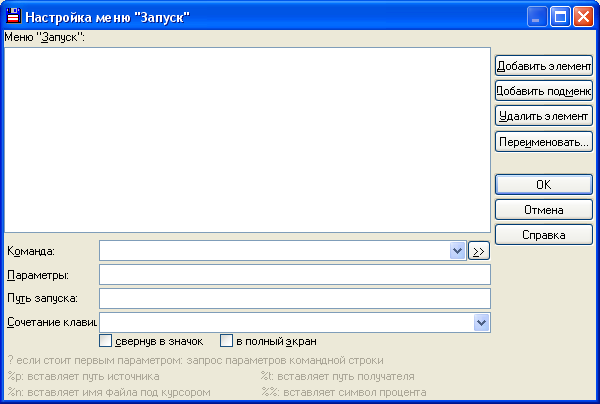 Настройка меню "Запуск"
Меню "Запуск":
Добавить элемент
Добавить подменю
Удалить элемент
Переименовать...
OK
Отмена
Справка
Команда:
>>
Параметры:
Путь запуска:
Сочетание клавиш
свернув в значок
в полный экран
? если стоит первым параметром: запрос параметров командной строки
%p: вставляет путь источника
%t: вставляет путь получателя
%n: вставляет имя файла под курсором
%%: вставляет символ процента